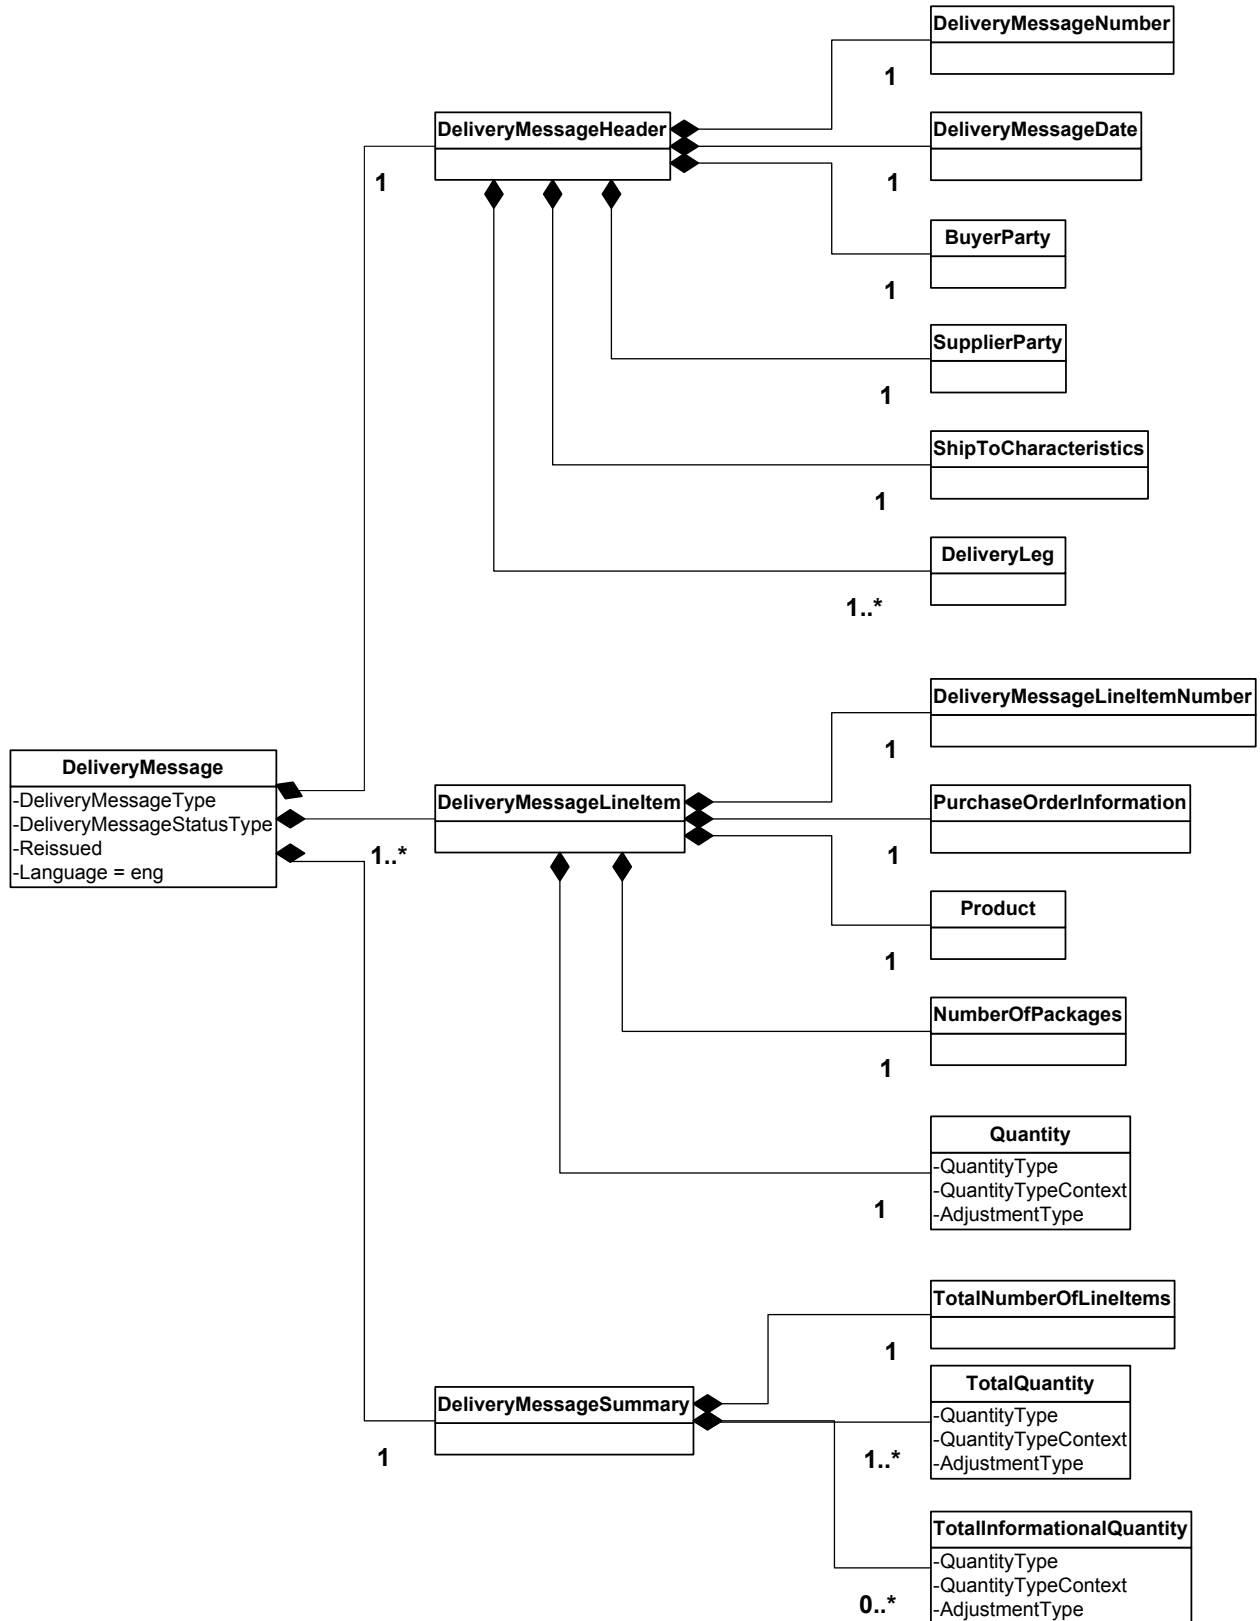 DeliveryMessageNumber
1
DeliveryMessageHeader
DeliveryMessageDate
1
1
BuyerParty
1
SupplierParty
1
ShipToCharacteristics
1
DeliveryLeg
1..*
DeliveryMessageLineItemNumber
1
DeliveryMessage
-DeliveryMessageType
-DeliveryMessageStatusType
-Reissued
-Language = eng
DeliveryMessageLineItem
1..*
PurchaseOrderInformation
1
Product
1
NumberOfPackages
1
Quantity
-QuantityType
-QuantityTypeContext
-AdjustmentType
1
TotalNumberOfLineItems
1
DeliveryMessageSummary
1
TotalQuantity
-QuantityType
-QuantityTypeContext
-AdjustmentType
1..*
TotalInformationalQuantity
-QuantityType
-QuantityTypeContext
-AdjustmentType
0..*